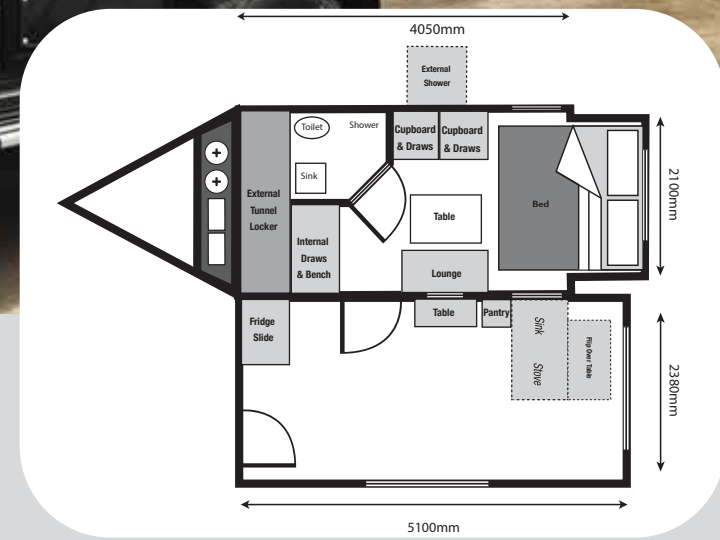 4050mm
External
Shower
Toilet
Shower
Cupboard
& Draws
Cupboard
& Draws
Sink
External
Tunnel
Locker
Table
Bed
2100mm
Internal
Draws
& Bench
Lounge
Fridge
Slide
Table
Pantry
Sink
Stove
Flip Over Table
2380mm
5100mm